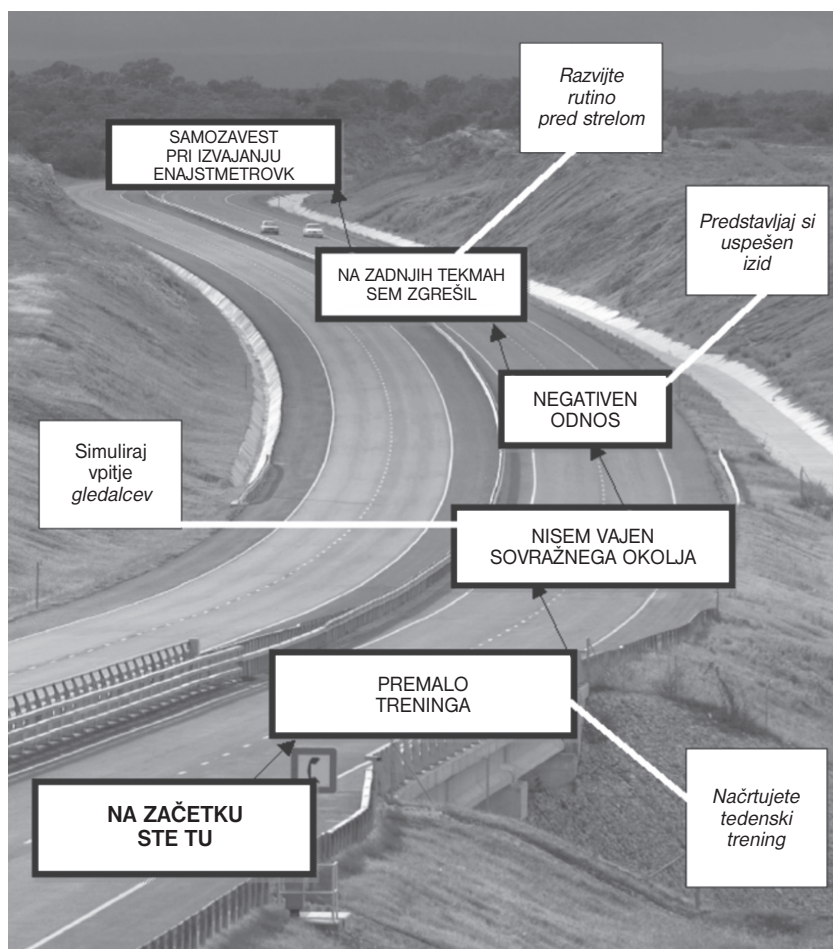 Razvijte
rutino
pred strelom
SAMOZAVEST
PRI IZVAJANJU
ENAJSTMETROVK
Predstavljaj si
uspešen
izid
NA ZADNJIH TEKMAH
SEM ZGREŠIL
NEGATIVEN
ODNOS
Simuliraj
vpitje
gledalcev
NISEM VAJEN
SOVRAŽNEGA OKOLJA
PREMALO
TRENINGA
Načrtujete
tedenski
trening
NA ZAČETKU
STE TU